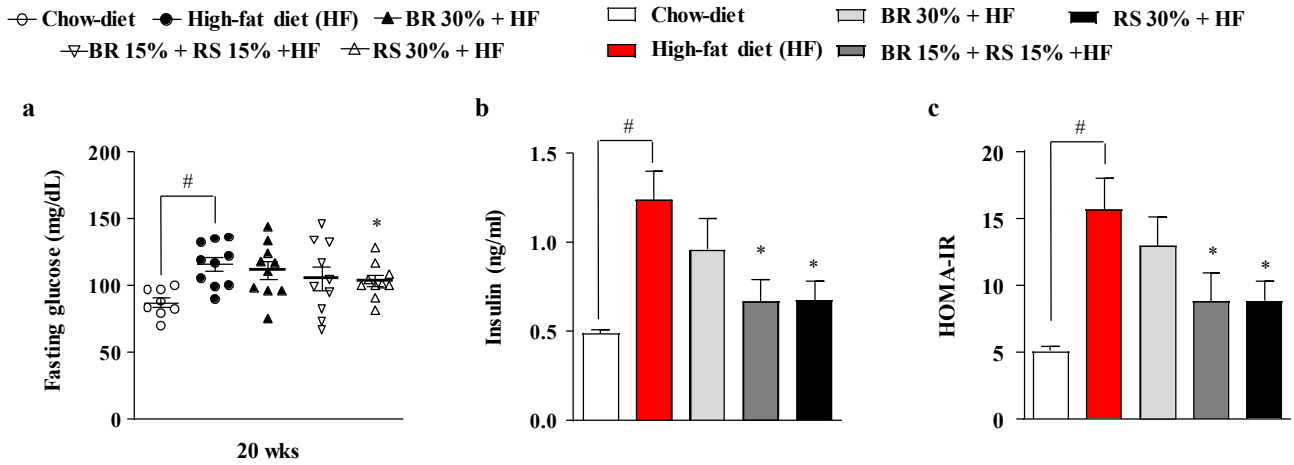 Chow-diet High-fat diet (HF) BR 30% + HF
BR 15% + RS 15% +HF RS 30% + HF
Chow-diet BR 30% + HF RS 30% + HF
High-fat diet (HF) BR 15% + RS 15% +HF
a
Fasting glucose (mg/dL)
200
150
100
50
0
#
*
20 wks
b
Insulin (ng/ml)
1.5
1.0
0.5
0.0
#
* *
c
HOMA-IR
20
15
10
5
0
#
* *